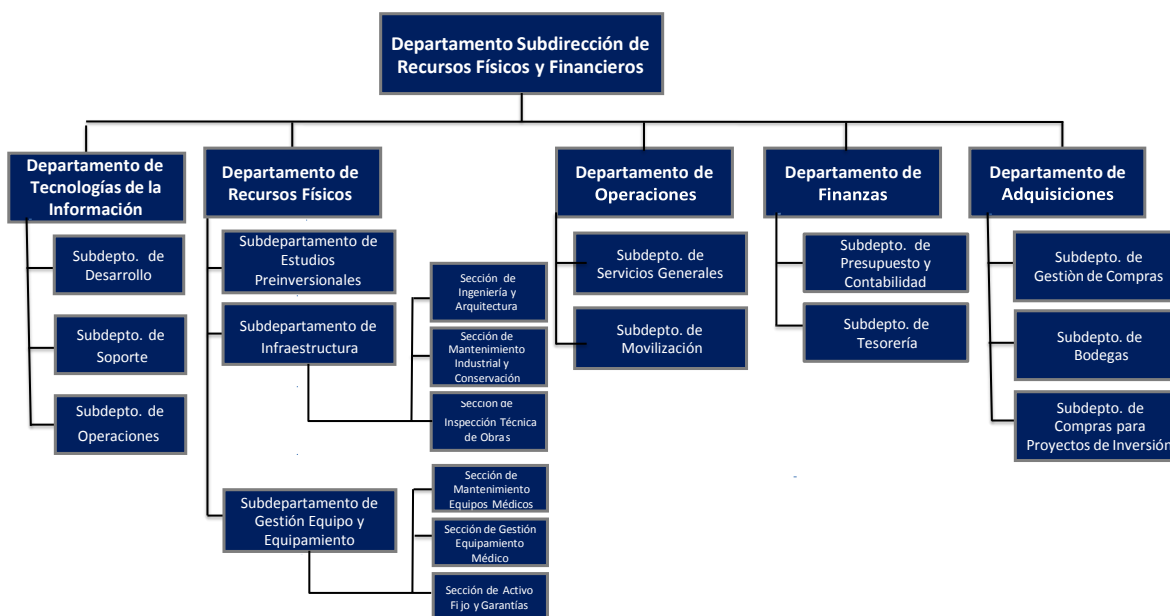 Departamento Subdirección de
Recursos Físicos y Financieros
Departamento de
Tecnologías de la
Información
Subdepto. de
Desarrollo
Subdepto. de
Soporte
Subdepto. de
Operaciones
Departamento de
Recursos Físicos
Subdepartamento de
Estudios
Preinversionales
Subdepartamento de
Infraestructura
Sección de
Ingeniería y
Arquitectura
Sección de
Mantenimiento
Industrial y
Conservación
Sección de
Inspección Técnica
de Obras
Subdepartamento de
Gestión Equipo y
Equipamiento
Sección de
Mantenimiento
Equipos Médicos
Sección de Gestión
Equipamiento
Médico
Sección de Activo
Fijo y Garantías
Departamento de
Operaciones
Subdepto. de
Servicios Generales
Subdepto. de
Movilización
Departamento de
Finanzas
Subdepto. de
Presupuesto y
Contabilidad
Subdepto. de
Tesorería
Departamento de
Adquisiciones
Subdepto. de
Gestiòn de Compras
Subdepto. de
Bodegas
Subdepto. de
Compras para
Proyectos de Inversión